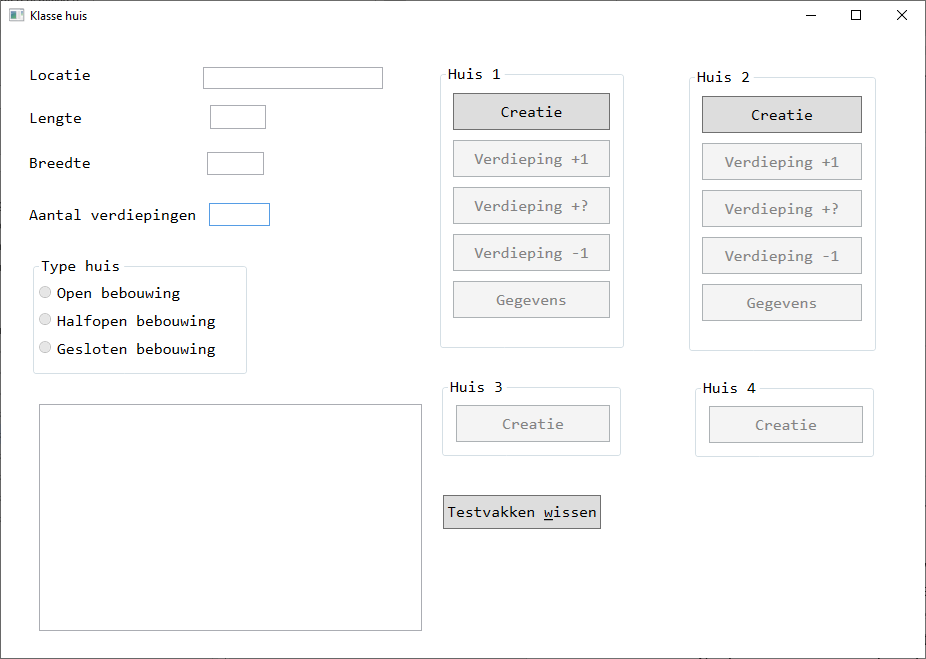 Klasse huis
Locatie
Lengte
Breedte
Aantal verdiepingen
Type huis
Open bebouwing
Halfopen bebouwing
Gesloten bebouwing
Huis 1
Creatie
Verdieping +1
Verdieping +?
Verdieping -1
Gegevens
Huis 2
Creatie
Verdieping +1
Verdieping +?
Verdieping -1
Gegevens
Huis 3
Creatie
Huis 4
Creatie
Testvakken wissen